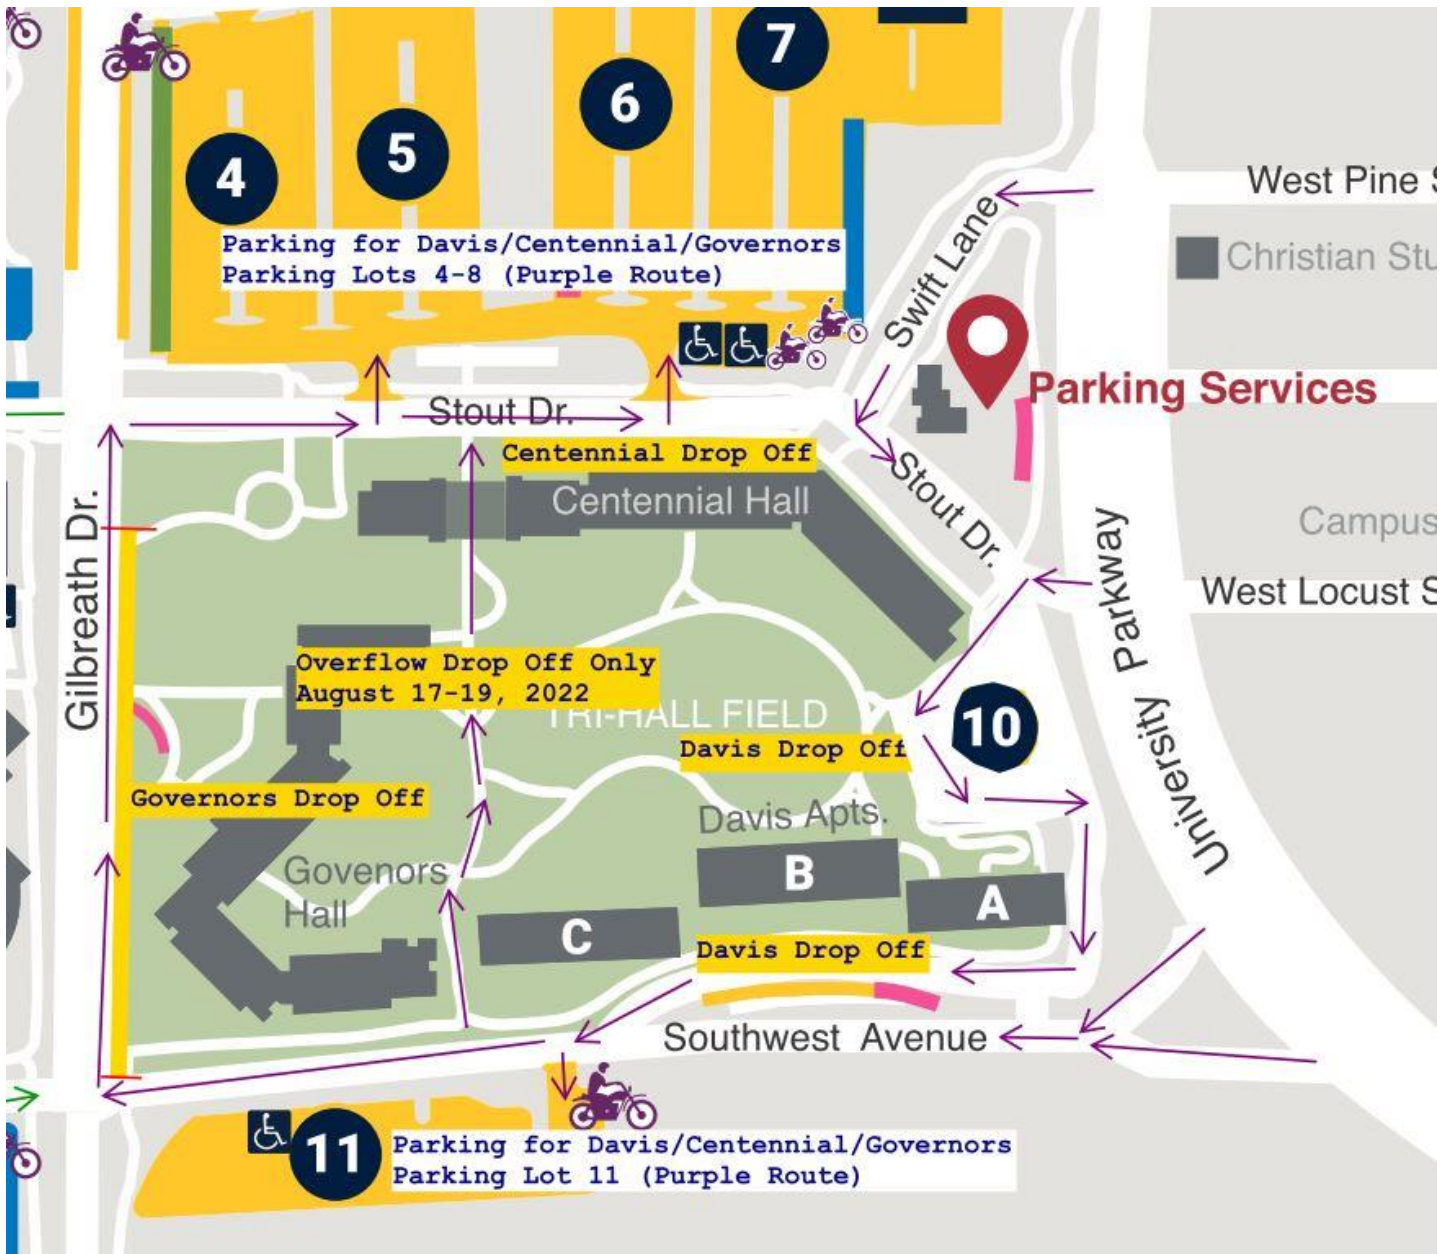 7
6
5
4
West Pine
Parking for Davis/Centennial/Governors
Parking Lots 4-8 (Purple Route)
Swift Lane
Christian
Parking Services
Stout Dr.
Centennial Drop Off
Centennial Hall
Stout Dr.
Campus
Gilbreath Dr.
West Locust
University Parkway
Overflow Drop Off Only
August 17-19, 2022
TRI-HALL FIELD
10
Davis Drop Off
Governors Drop Off
Davis Apts.
B
Govenors
Hall
A
C
Davis Drop Off
Southwest Avenue
11
Parking for Davis/Centennial/Governors
Parking Lot 11 (Purple Route)